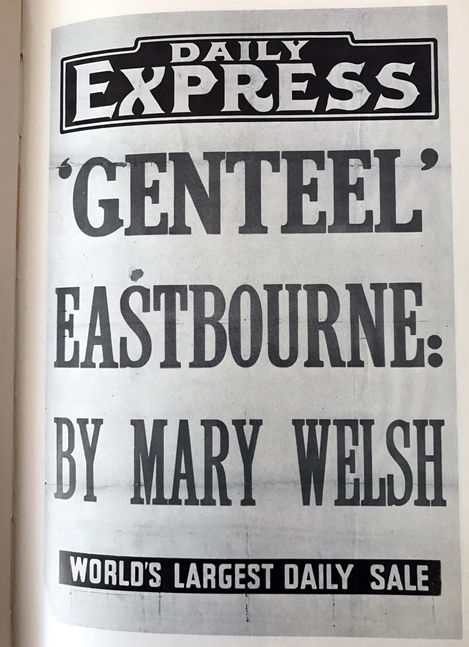 DAILY
EXPRESS
‘GENTEEL’
EASTBOURNE:
BY MARY WELSH
WORLD'S LARGEST DAILY SALE